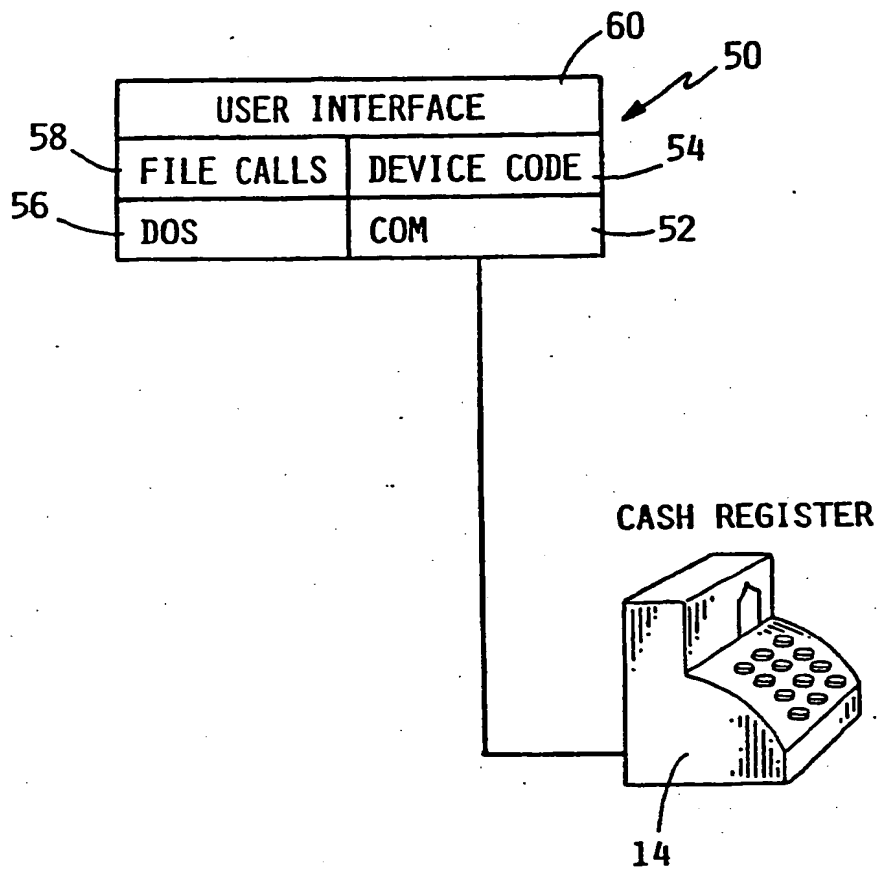 60
50
USER INTERFACE
58
FILE CALLS
DEVICE CODE
54
56
DOS
COM
52
CASH REGISTER
14